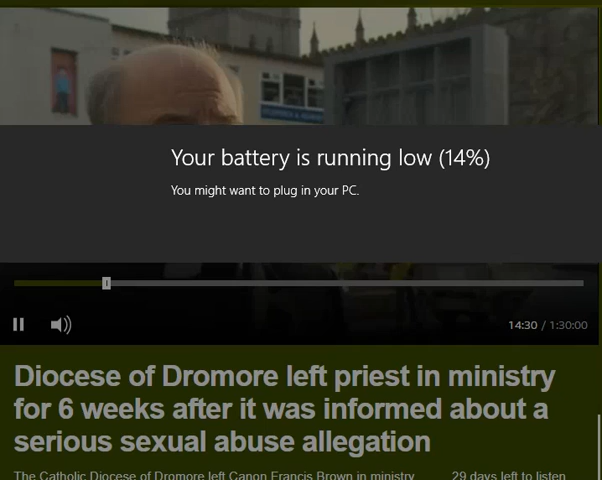 Your battery is running low (14%)
You might want to plug in your PC.
14:30 / 1:30:00
Diocese of Dromore left priest in ministry
for 6 weeks after it was informed about a
serious sexual abuse allegation
The Catholic Diocese of Dromore left Canon Francis Brown in ministry
29 days left to listen